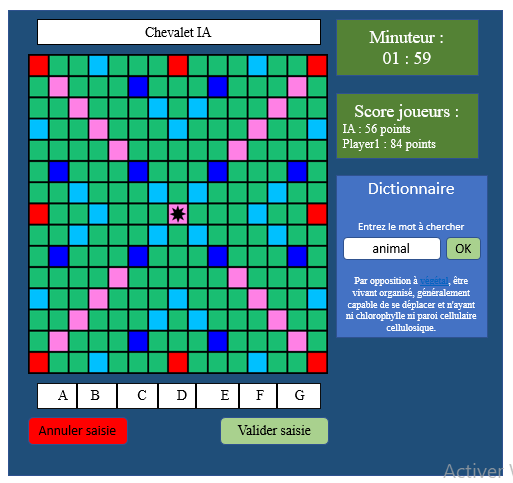 Chevalet IA
Minuteur :
01 : 59
Score joueurs :
IA : 56 points
Player1 : 84 points
Dictionnaire
Entrez le mot à chercher
animal OK
Par opposition à végétal, être
vivant organisé, généralement
capable de se déplacer et n'ayant
ni chlorophylle ni paroi cellulaire
cellulosique.
A B C D E F G
Annuler saisie Valider saisie
Activer